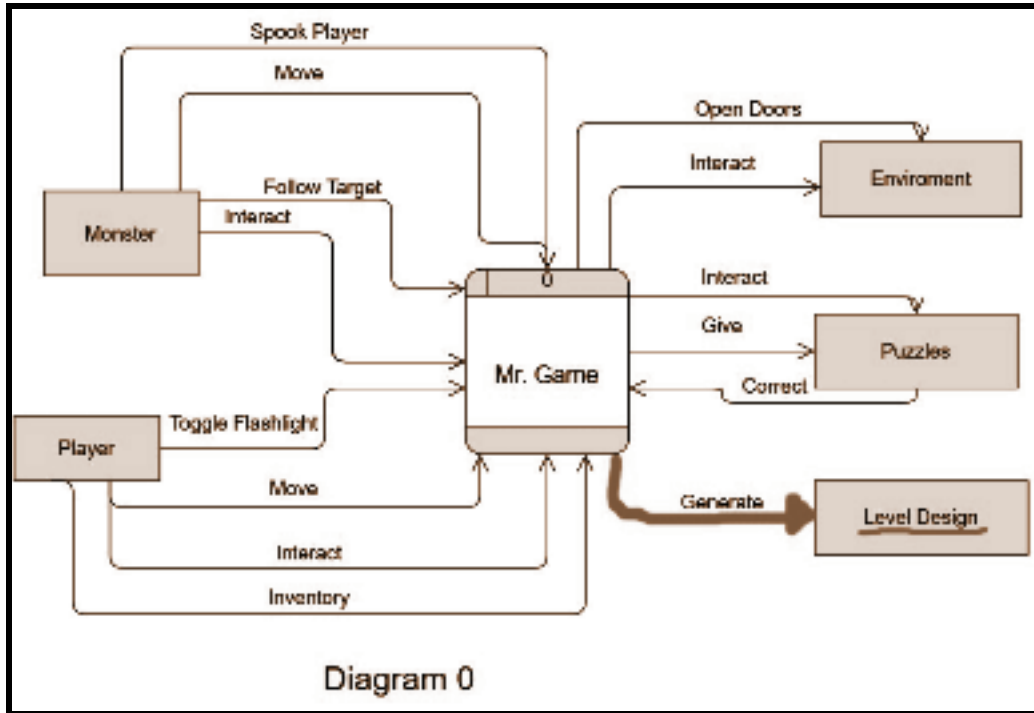 Spook Player
Move
Follow Target
Interact
Monster
Open Doors
Interact
Enviroment
0
Mr. Game
Interact
Give
Correct
Puzzles
Toggle Flashlight
Player
Move
Interact
Inventory
Generate
Level Design
Diagram 0